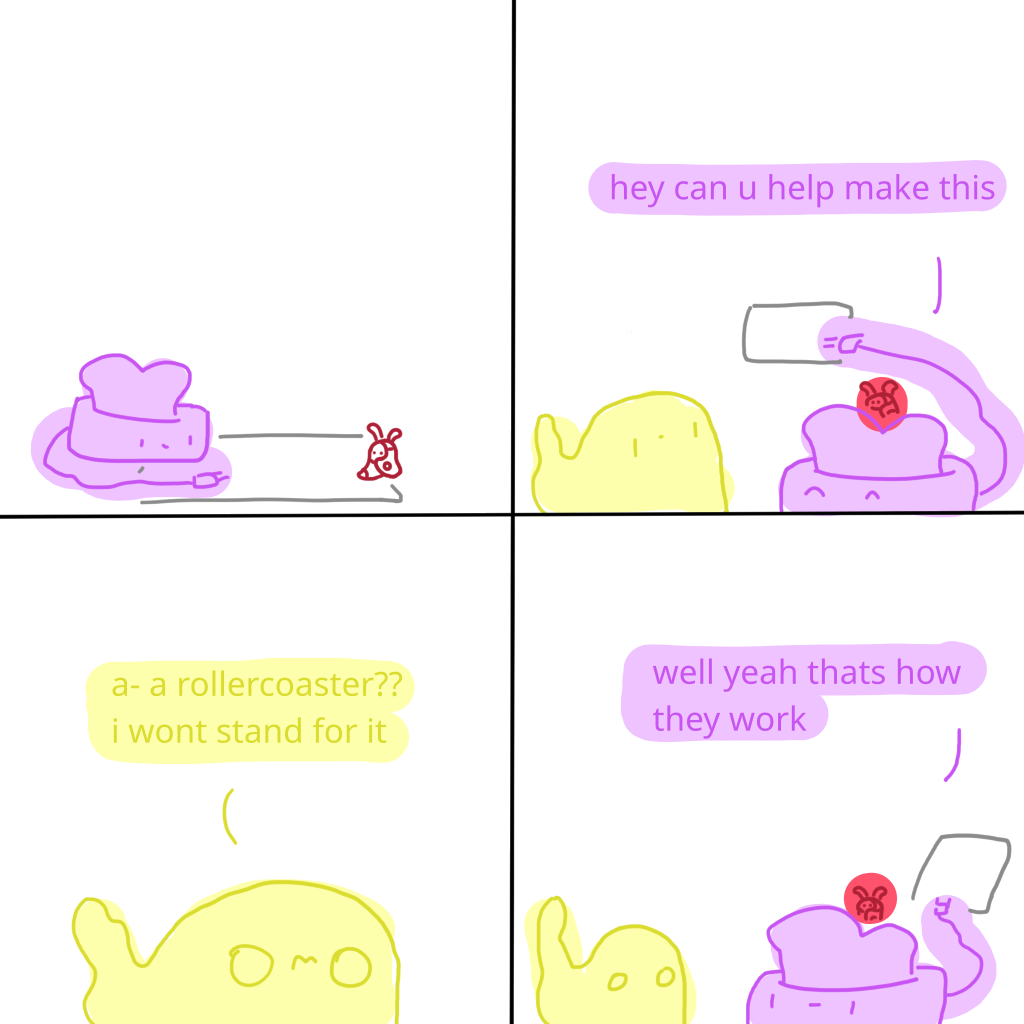 hey can u help make this
a- a rollercoaster??
i wont stand for it
well yeah thats how
they work